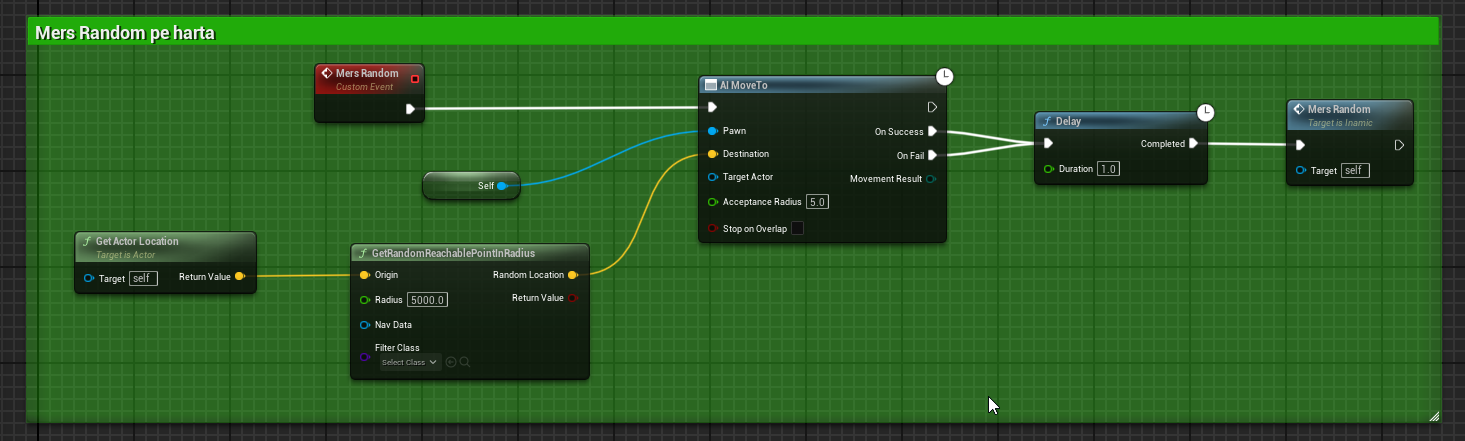 Mers Random pe harta
Mers Random
Custom Event
Self
Get Actor Location
Target is Actor
Target self
Return Value
GetRandomReachablePointInRadius
Origin
Random Location
Radius 5000.0
Return Value
Nav Data
Filter Class
Select Class
AI MoveTo
Pawn
On Success
Destination
On Fail
Target Actor
Movement Result
Acceptance Radius 5.0
Stop on Overlap
Delay
Completed
Duration 1.0
Mers Random
Target is Inamic
Target self